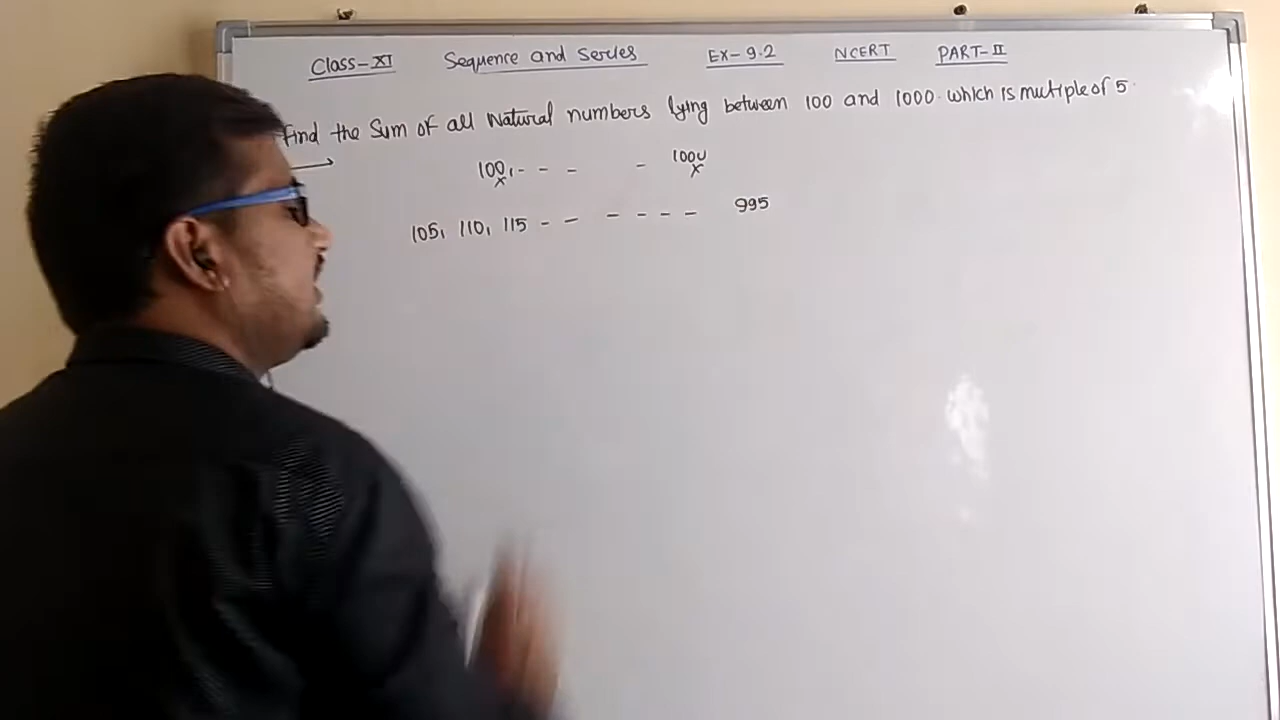 Class-XI Sequence and Series Ex-9.2 NCERT PART-II
Find the Sum of all Natural numbers lying between 100 and 1000. which is multiple of 5.
100, - - - - 1000
x x
105, 110, 115 - - - - - - 995